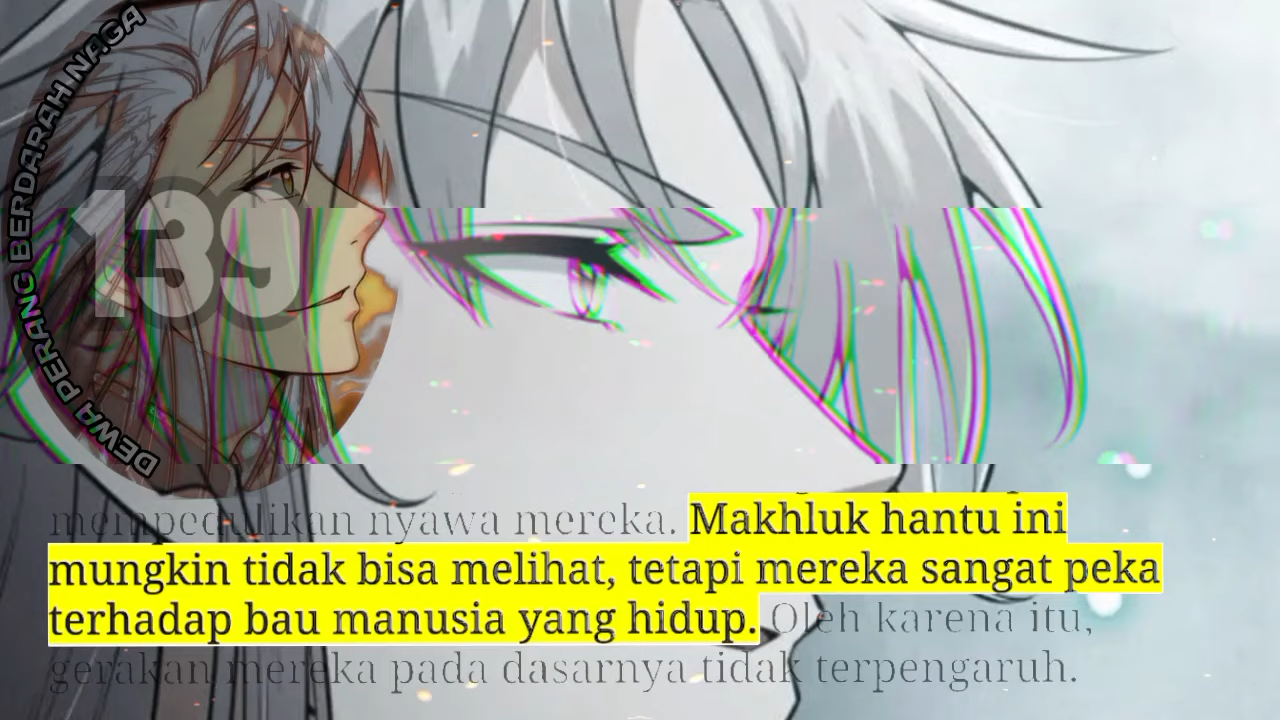 DEWA PERANG BERDARAH NAGA
139
mempedulikan nyawa mereka. Makhluk hantu ini
mungkin tidak bisa melihat, tetapi mereka sangat peka
terhadap bau manusia yang hidup. Oleh karena itu,
gerakan mereka pada dasarnya tidak terpengaruh.